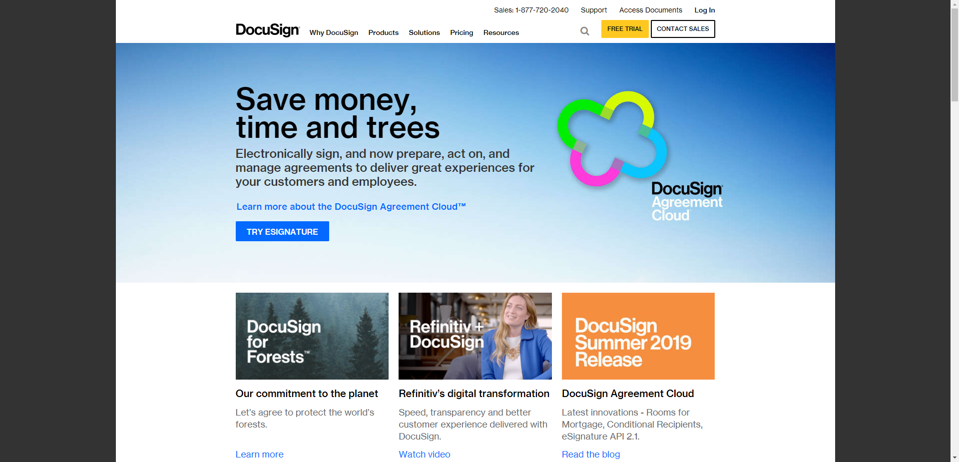 Sales: 1-877-720-2040 Support Access Documents Log In
DocuSign Why DocuSign Products Solutions Pricing Resources FREE TRIAL CONTACT SALES
Save money,
time and trees
Electronically sign, and now prepare, act on, and
manage agreements to deliver great experiences for
your customers and employees.
Learn more about the DocuSign Agreement Cloud™
TRY ESIGNATURE
DocuSign
Agreement
Cloud
DocuSign
for
Forests™
Our commitment to the planet
Let's agree to protect the world's
forests.
Learn more
Refinitiv +
DocuSign
Refinitiv's digital transformation
Speed, transparency and better
customer experience delivered with
DocuSign.
Watch video
DocuSign
Summer 2019
Release
DocuSign Agreement Cloud
Latest innovations - Rooms for
Mortgage, Conditional Recipients,
eSignature API 2.1.
Read the blog